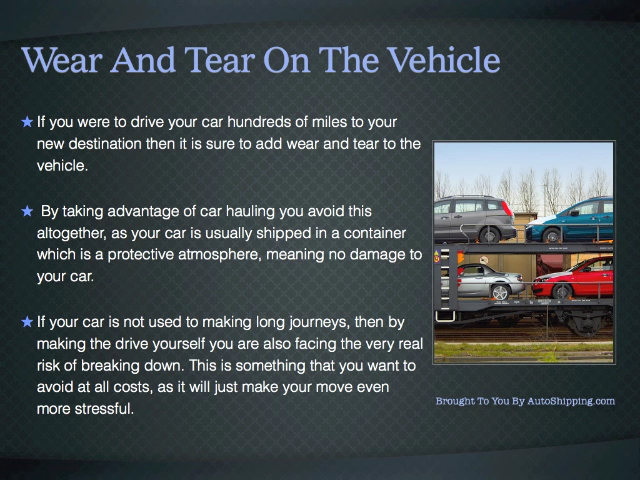 Wear And Tear On The Vehicle
If you were to drive your car hundreds of miles to your
new destination then it is sure to add wear and tear to the
vehicle.
By taking advantage of car hauling you avoid this
altogether, as your car is usually shipped in a container
which is a protective atmosphere, meaning no damage to
your car.
If your car is not used to making long journeys, then by
making the drive yourself you are also facing the very real
risk of breaking down. This is something that you want to
avoid at all costs, as it will just make your move even
more stressful.
Brought To You By AutoShipping.com